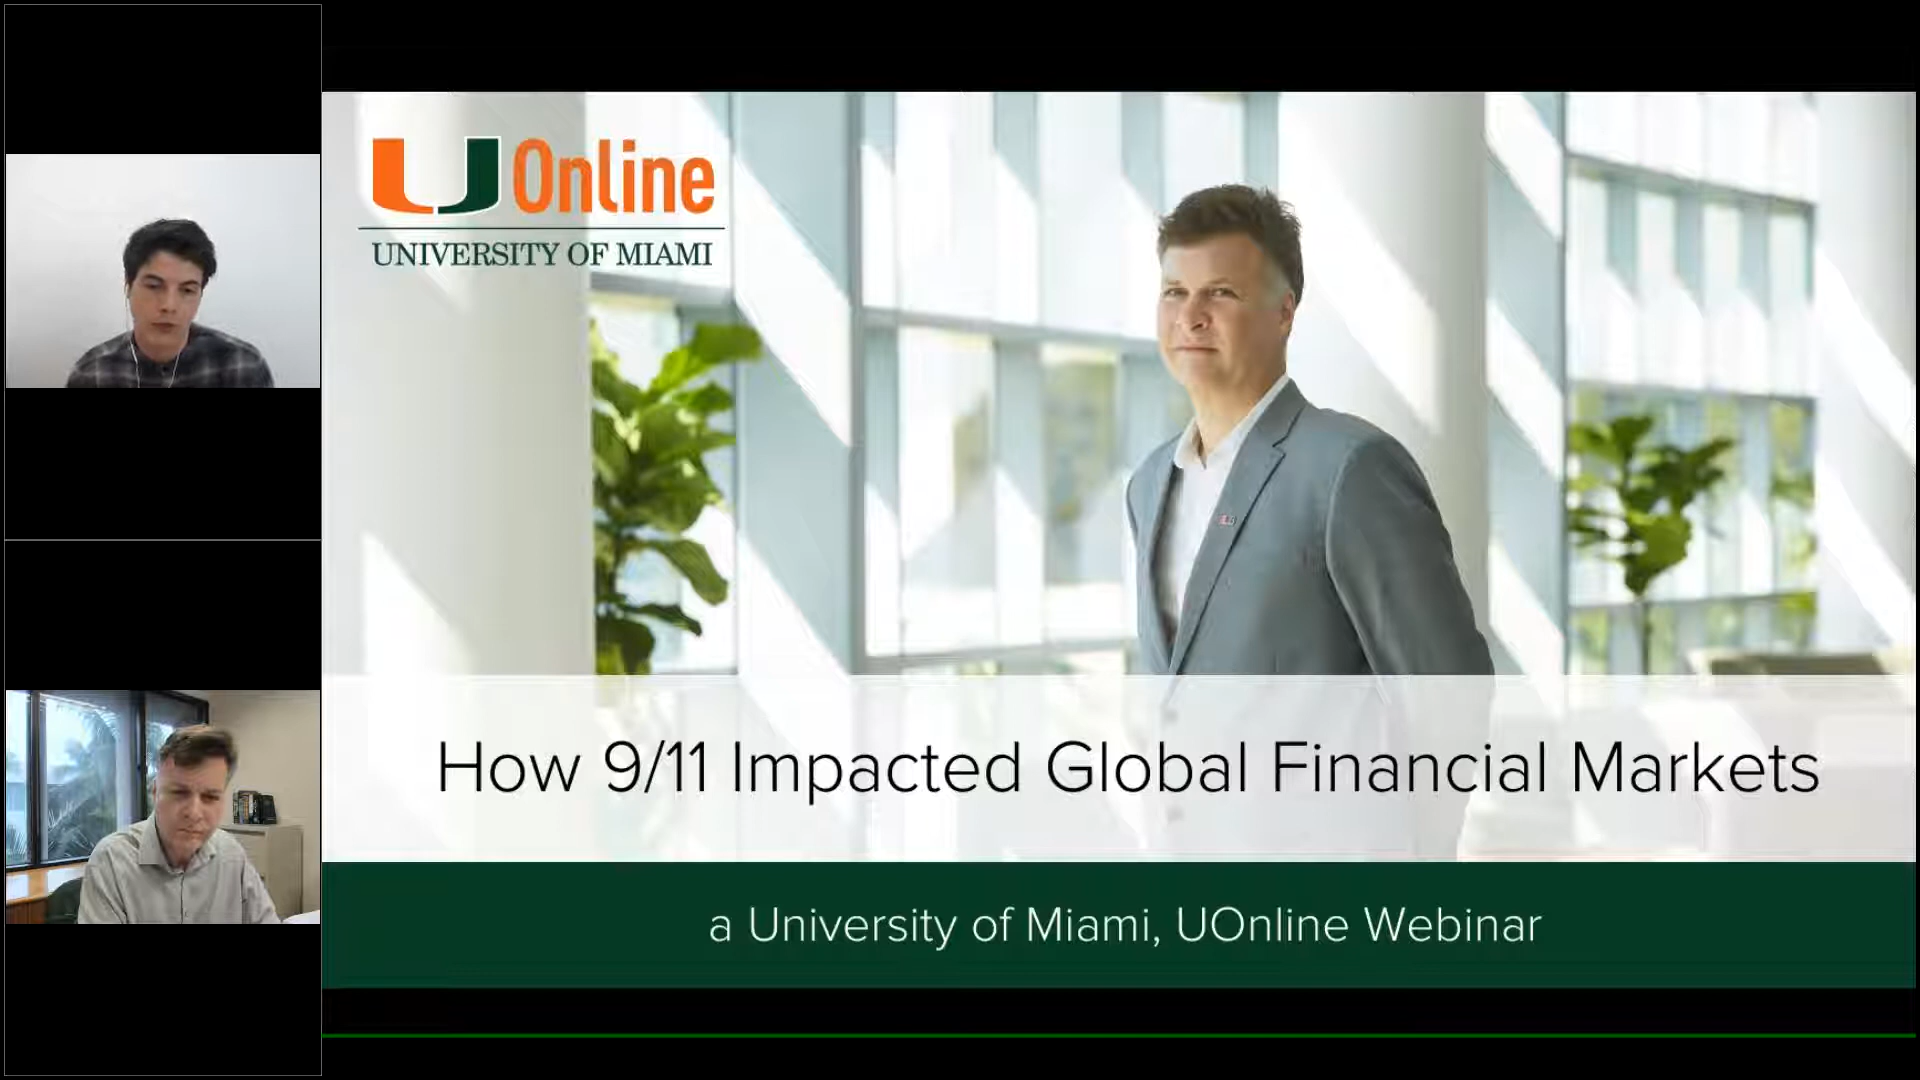 U Online
UNIVERSITY OF MIAMI
How 9/11 Impacted Global Financial Markets
a University of Miami, UOnline Webinar